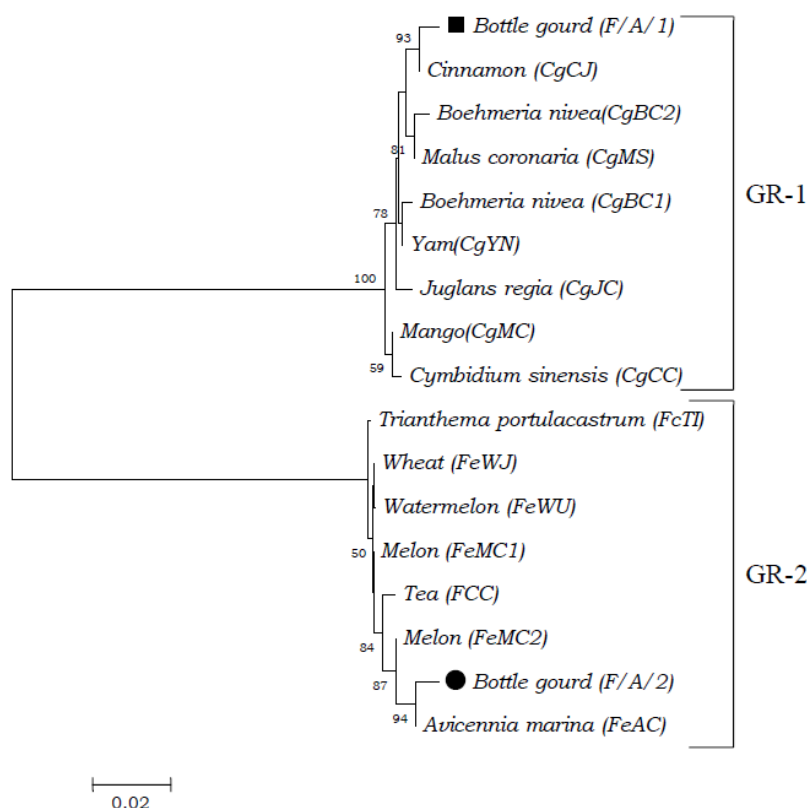 93
Bottle gourd (F/A/1)
Cinnamon (CgCJ)
Boehmeria nivea(CgBC2)
81
Malus coronaria (CgMS)
GR-1
Boehmeria nivea (CgBC1)
78
Yam(CgYN)
100
Juglans regia (CgJC)
Mango(CgMC)
59
Cymbidium sinensis (CgCC)
Trianthema portulacastrum (FcTI)
Wheat (FeWJ)
Watermelon (FeWU)
50
Melon (FeMC1)
GR-2
Tea (FCC)
84
Melon (FeMC2)
87
Bottle gourd (F/A/2)
94
Avicennia marina (FeAC)
0.02